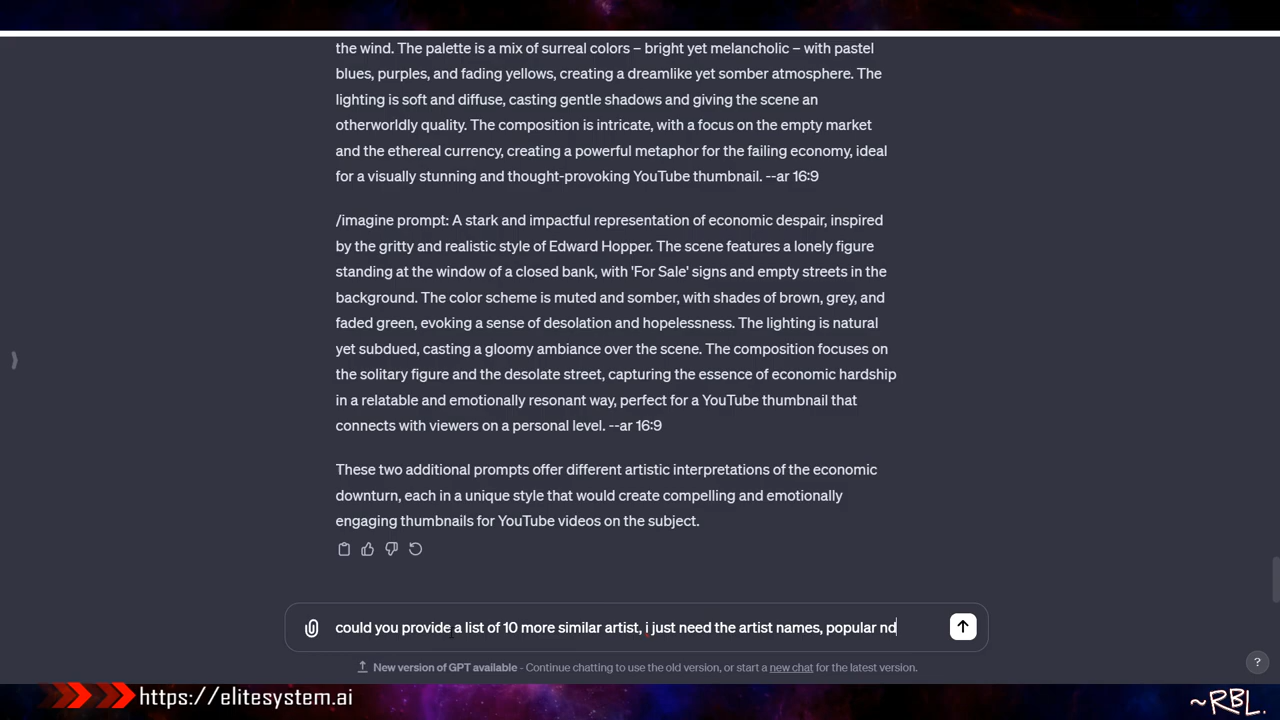 the wind. The palette is a mix of surreal colors – bright yet melancholic – with pastel
blues, purples, and fading yellows, creating a dreamlike yet somber atmosphere. The
lighting is soft and diffuse, casting gentle shadows and giving the scene an
otherworldly quality. The composition is intricate, with a focus on the empty market
and the ethereal currency, creating a powerful metaphor for the failing economy, ideal
for a visually stunning and thought-provoking YouTube thumbnail. --ar 16:9
/imagine prompt: A stark and impactful representation of economic despair, inspired
by the gritty and realistic style of Edward Hopper. The scene features a lonely figure
standing at the window of a closed bank, with 'For Sale' signs and empty streets in the
background. The color scheme is muted and somber, with shades of brown, grey, and
faded green, evoking a sense of desolation and hopelessness. The lighting is natural
yet subdued, casting a gloomy ambiance over the scene. The composition focuses on
the solitary figure and the desolate street, capturing the essence of economic hardship
in a relatable and emotionally resonant way, perfect for a YouTube thumbnail that
connects with viewers on a personal level. --ar 16:9
These two additional prompts offer different artistic interpretations of the economic
downturn, each in a unique style that would create compelling and emotionally
engaging thumbnails for YouTube videos on the subject.
could you provide a list of 10 more similar artist, i just need the artist names, popular nd
New version of GPT available - Continue chatting to use the old version, or start a new chat for the latest version.
?
https://elitesystem.ai
~RBL.